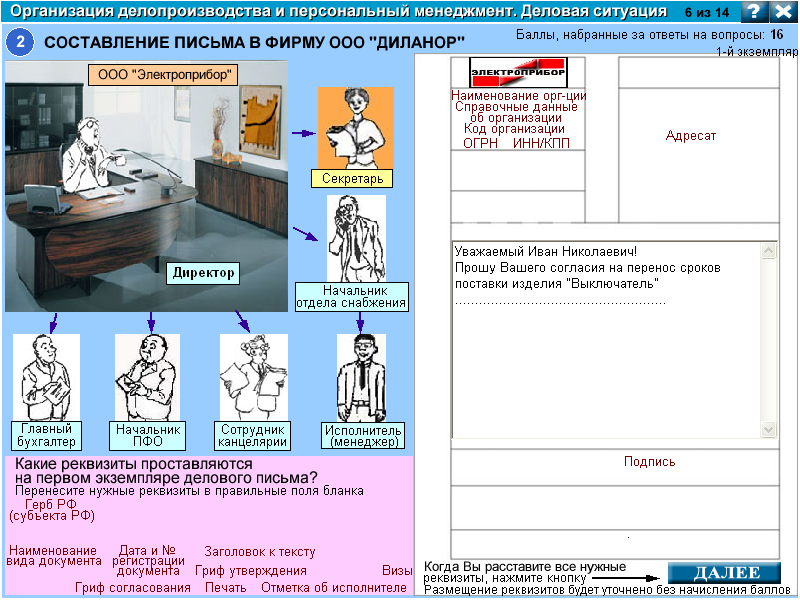 Организация делопроизводства и персональный менеджмент. Деловая ситуация
6 из 14
?
2
СОСТАВЛЕНИЕ ПИСЬМА В ФИРМУ ООО "ДИЛАНОР"
Баллы, набранные за ответы на вопросы: 16
1-й экземпляр
ООО "Электроприбор"
Директор
Секретарь
Начальник
отдела снабжения
Главный
бухгалтер
Начальник
ПФО
Сотрудник
канцелярии
Исполнитель
(менеджер)
ЭЛЕКТРОПРИБОР
Наименование орг-ции
Справочные данные
об организации
Код организации
ОГРН ИНН/КПП
Адресат
Уважаемый Иван Николаевич!
Прошу Вашего согласия на перенос сроков
поставки изделия "Выключатель"
.....................................................
Подпись
Какие реквизиты проставляются
на первом экземпляре делового письма?
Перенесите нужные реквизиты в правильные поля бланка
Герб РФ
(субъекта РФ)
Наименование
вида документа
Дата и №
регистрации
документа
Заголовок к тексту
Гриф утверждения
Визы
Гриф согласования
Печать
Отметка об исполнителе
Когда Вы расставите все нужные
реквизиты, нажмите кнопку
ДАЛЕЕ
Размещение реквизитов будет уточнено без начисления баллов